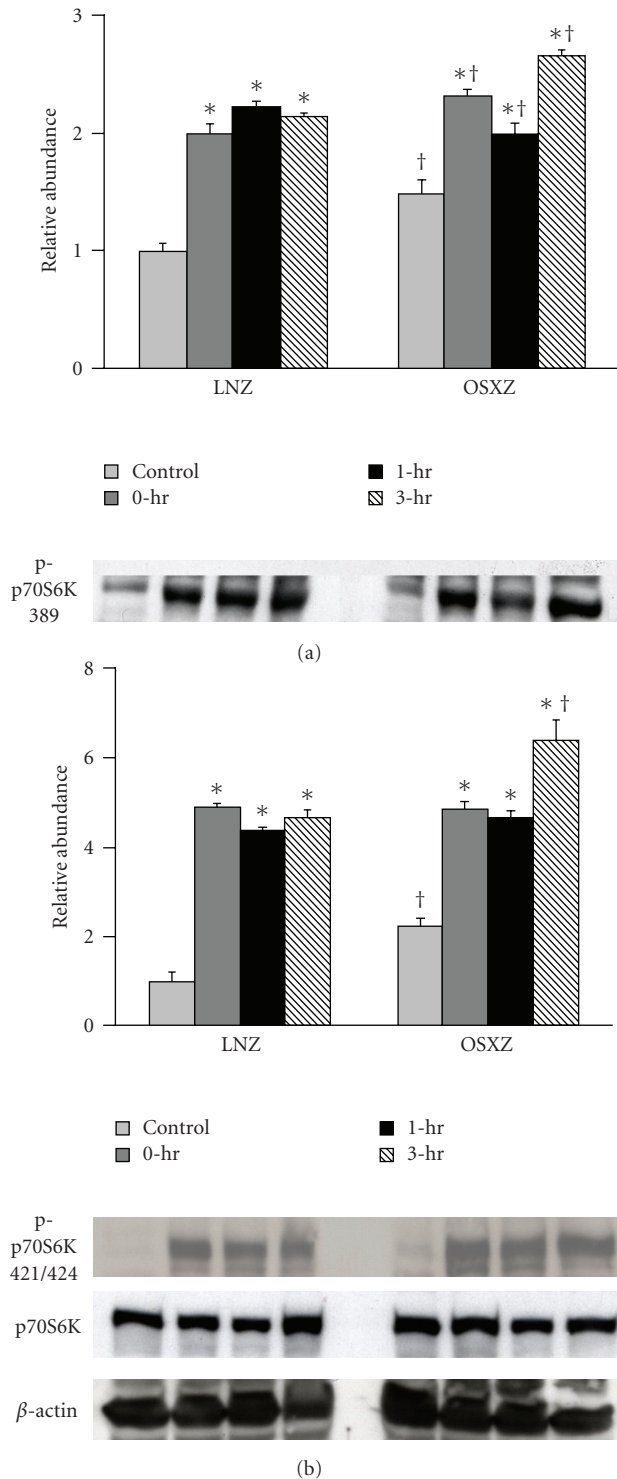 3
2
1
0
Relative abundance
*
*
*
†
*†
*†
*†
LNZ
OSXZ
Control
1-hr
0-hr
3-hr
p-
p70S6K
389
(a)
8
6
4
2
0
Relative abundance
*
*
*
†
*
*
* †
LNZ
OSXZ
Control
1-hr
0-hr
3-hr
p-
p70S6K
421/424
p70S6K
β-actin
(b)